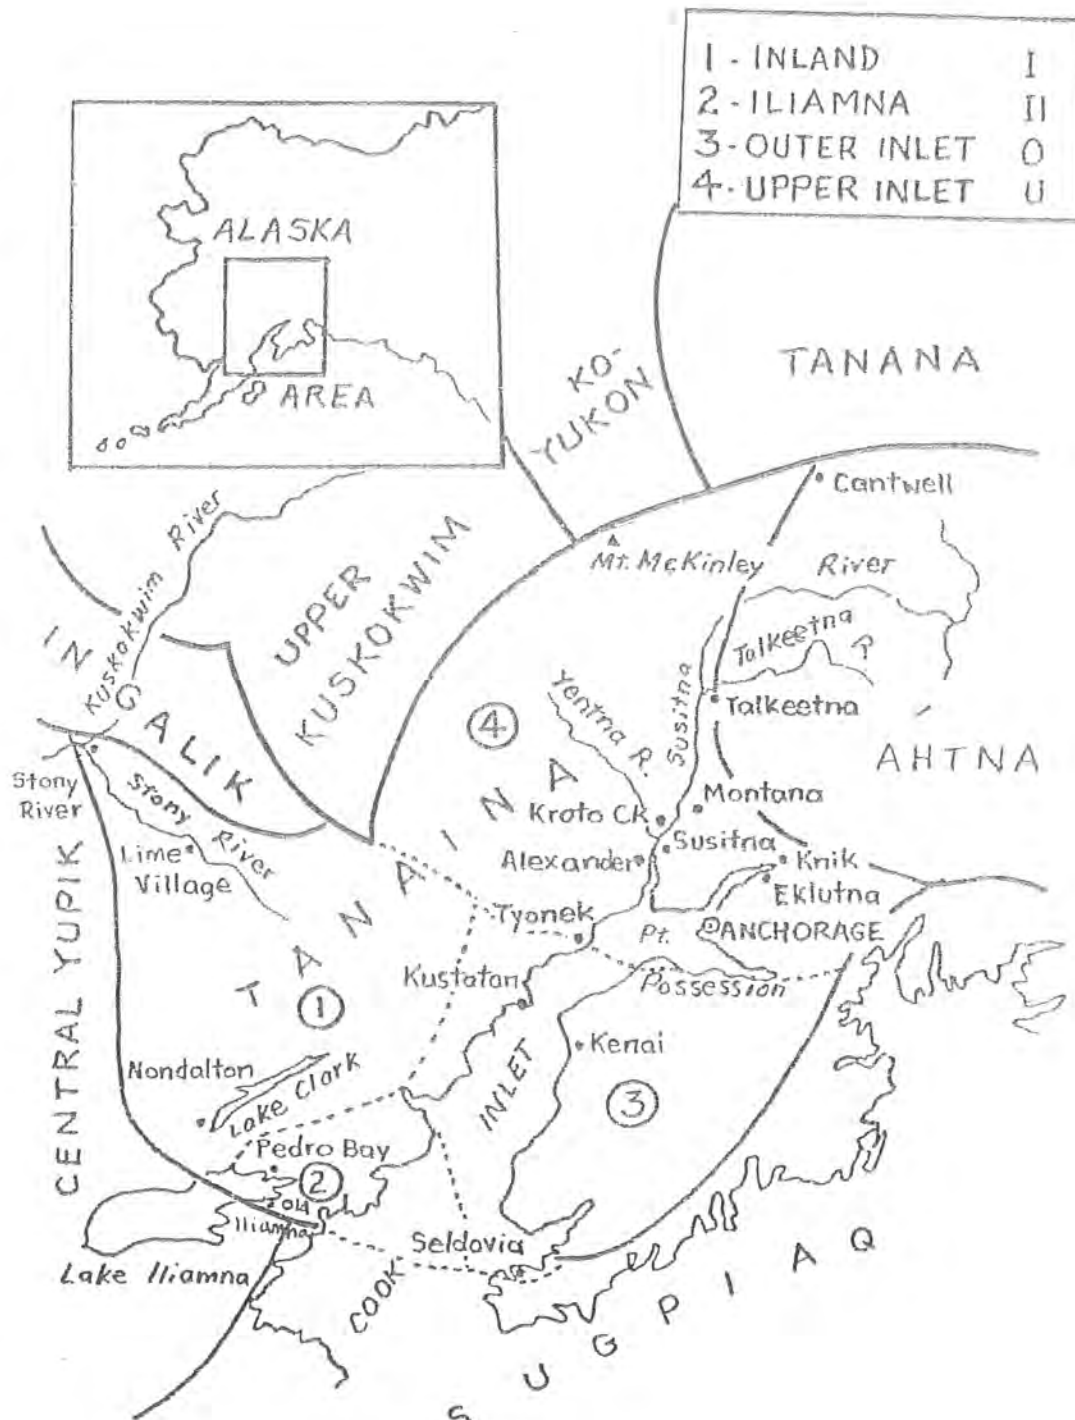 1 - INLAND I
2 - ILIAMNA Il
3 - OUTER INLET O
4 - UPPER INLET U
ALASKA
AREA
KO-
YUKON
TANANA
Cantwell
Mt. McKinley
River
Kuskokwim River
UPPER
KUSKOKWIM
INGALIK
Talkeetna
R
Yentna R.
Susitna
Talkeetna
AHTNA
4
Stony
River
Stony River
Lime
Village
Kroto Ck
Montana
Alexander
Susitna
Knik
Eklutna
TANAINA
Tyonek
Pt.
ANCHORAGE
Possession
Kustatan
CENTRAL YUPIK
1
Nondalton
Lake Clark
INLET
Kenai
3
Pedro Bay
2
Old
Iliamna
Lake Iliamna
Seldovia
COOK
SUGPIAQ